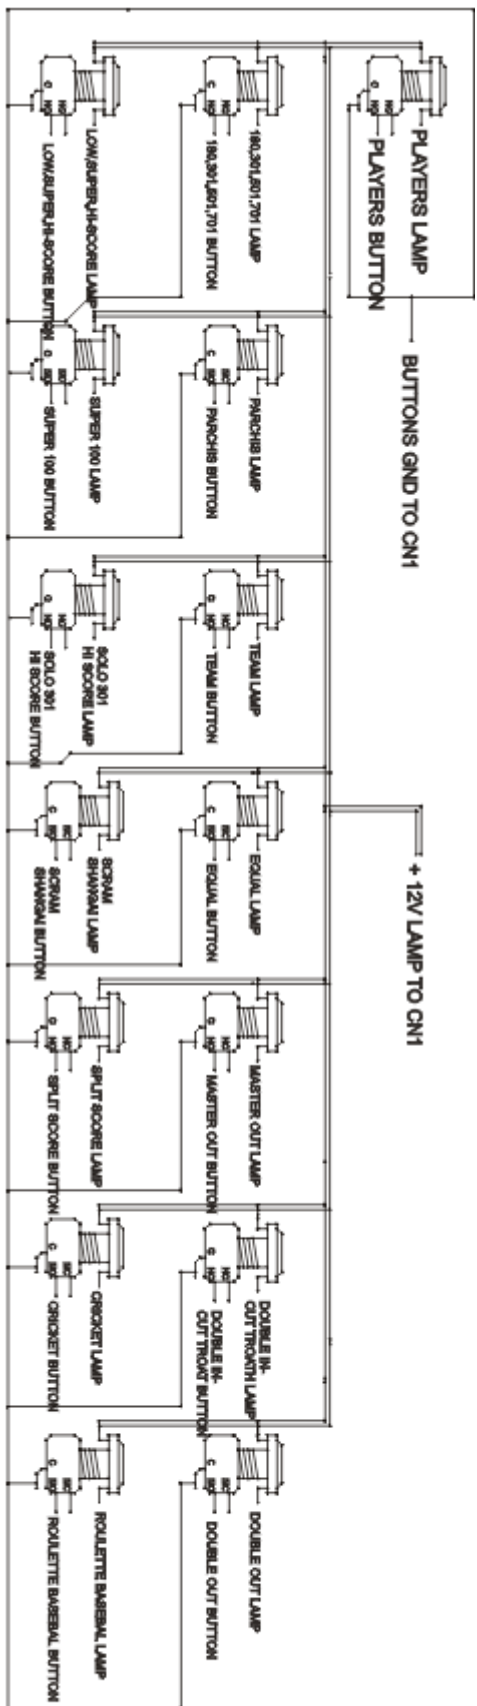 PLAYERS LAMP
PLAYERS BUTTON
BUTTONS GND TO CN1
+ 12V LAMP TO CN1
180,301,501,701 LAMP
180,301,501,701 BUTTON
PARCHIS LAMP
PARCHIS BUTTON
TEAM LAMP
TEAM BUTTON
EQUAL LAMP
EQUAL BUTTON
MASTER OUT LAMP
MASTER OUT BUTTON
DOUBLE IN-
OUT TROATH LAMP
DOUBLE IN-
OUT TROAT BUTTON
DOUBLE OUT LAMP
DOUBLE OUT BUTTON
LOW,SUPER,HI-SCORE LAMP
LOW,SUPER,HI-SCORE BUTTON
SUPER 100 LAMP
SUPER 100 BUTTON
SOLO 301
HI SCORE LAMP
SOLO 301
HI SCORE BUTTON
SCRAM
SHANGAI LAMP
SCRAM
SHANGAI BUTTON
SPLIT SCORE LAMP
SPLIT SCORE BUTTON
CRICKET LAMP
CRICKET BUTTON
ROULETTE BASEBAL LAMP
ROULETTE BASEBAL BUTTON